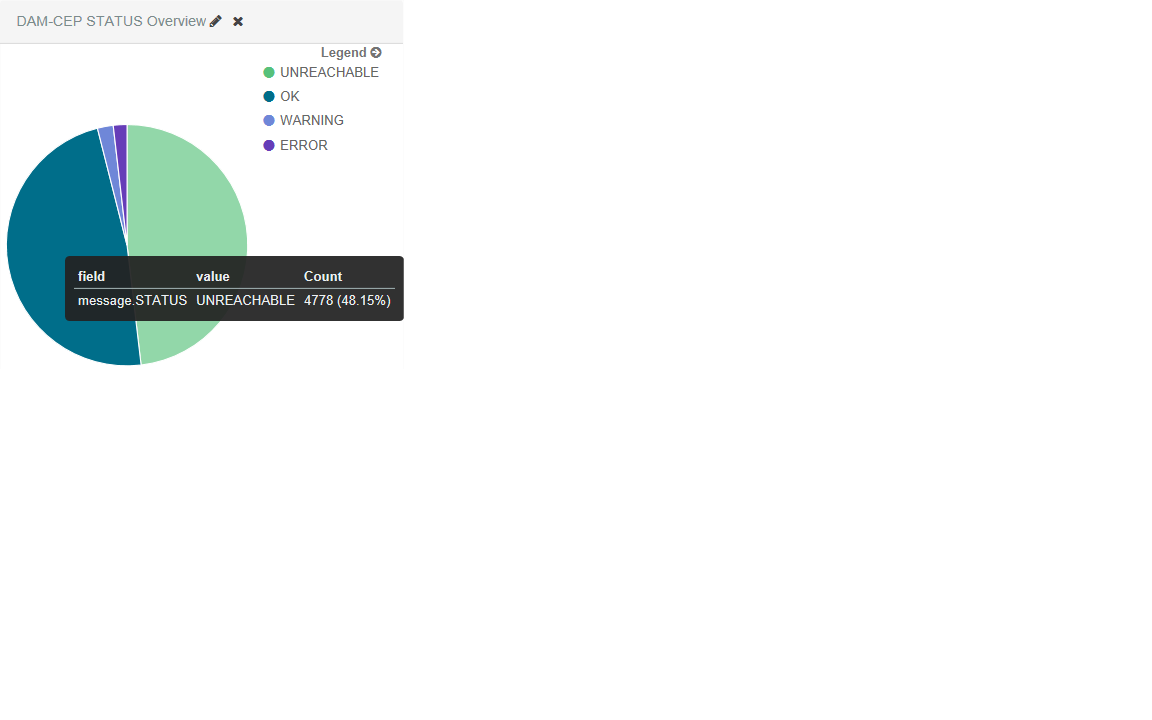 DAM-CEP STATUS Overview
Legend
UNREACHABLE
OK
WARNING
ERROR
field value Count
message.STATUS UNREACHABLE 4778 (48.15%)